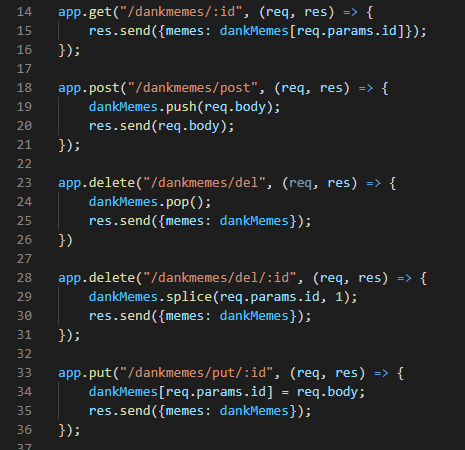 14 app.get("/dankmemes/:id", (req, res) => {
15     res.send({memes: dankMemes[req.params.id]});
16 });
17
18 app.post("/dankmemes/post", (req, res) => {
19     dankMemes.push(req.body);
20     res.send(req.body);
21 });
22
23 app.delete("/dankmemes/del", (req, res) => {
24     dankMemes.pop();
25     res.send({memes: dankMemes});
26 })
27
28 app.delete("/dankmemes/del/:id", (req, res) => {
29     dankMemes.splice(req.params.id, 1);
30     res.send({memes: dankMemes});
31 });
32
33 app.put("/dankmemes/put/:id", (req, res) => {
34     dankMemes[req.params.id] = req.body;
35     res.send({memes: dankMemes});
36 });
37